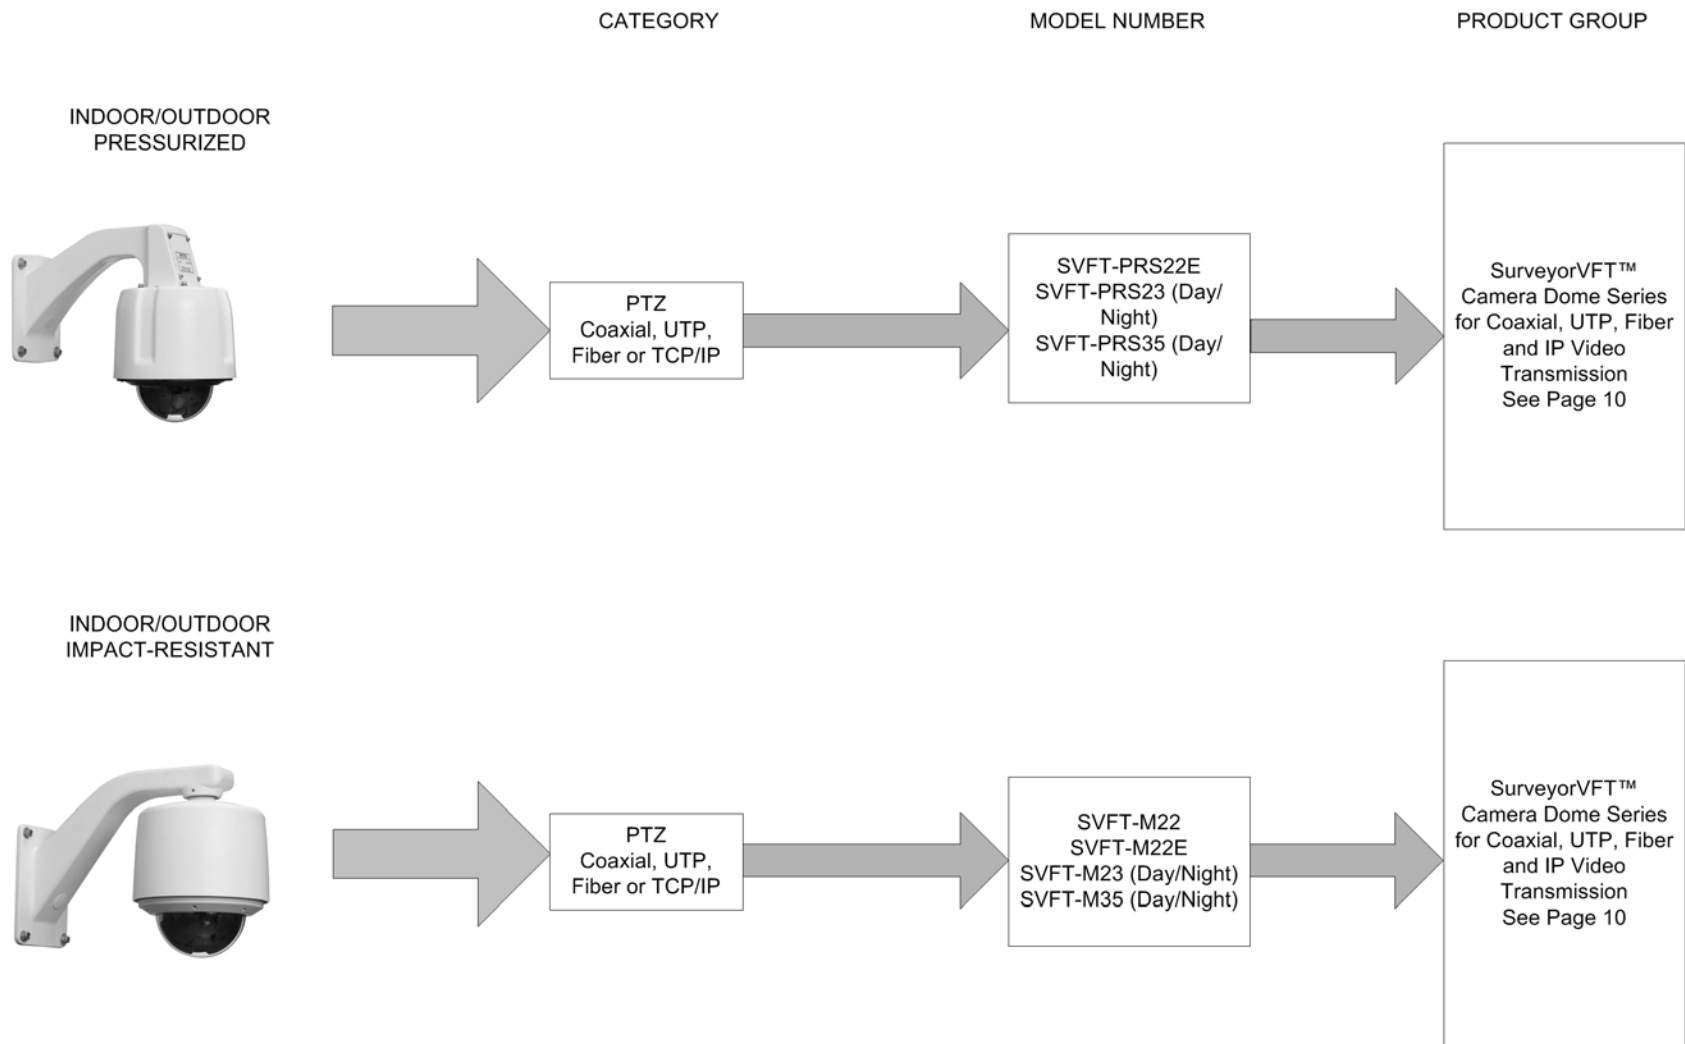 CATEGORY
MODEL NUMBER
PRODUCT GROUP
INDOOR/OUTDOOR
PRESSURIZED
PTZ
Coaxial, UTP,
Fiber or TCP/IP
SVFT-PRS22E
SVFT-PRS23 (Day/
Night)
SVFT-PRS35 (Day/
Night)
SurveyorVFT™
Camera Dome Series
for Coaxial, UTP, Fiber
and IP Video
Transmission
See Page 10
INDOOR/OUTDOOR
IMPACT-RESISTANT
PTZ
Coaxial, UTP,
Fiber or TCP/IP
SVFT-M22
SVFT-M22E
SVFT-M23 (Day/Night)
SVFT-M35 (Day/Night)
SurveyorVFT™
Camera Dome Series
for Coaxial, UTP, Fiber
and IP Video
Transmission
See Page 10